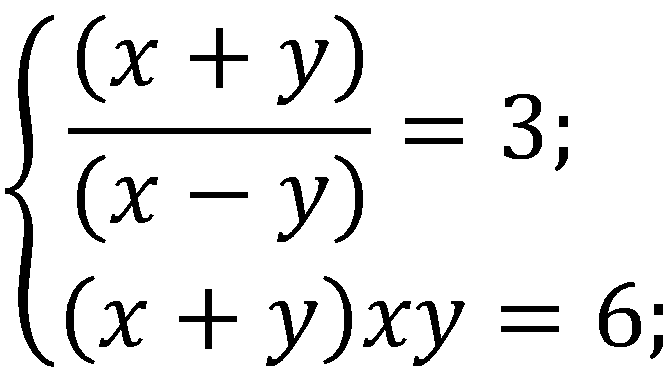 (x + y)
(x − y) = 3;
(x + y)xy = 6;